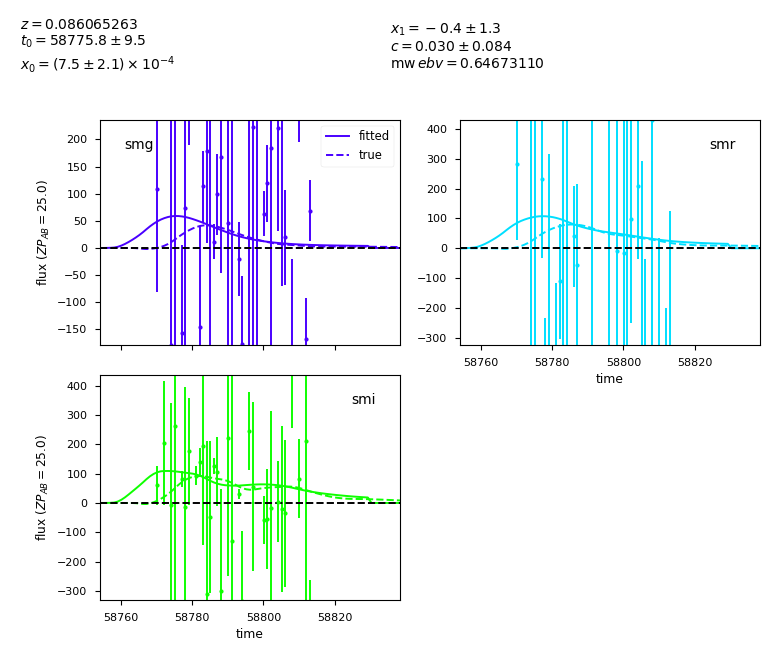 z = 0.086065263
t₀ = 58775.8 ± 9.5
x₀ = (7.5 ± 2.1) × 10⁻⁴
x₁ = −0.4 ± 1.3
c = 0.030 ± 0.084
mw ebv = 0.64673110
smg
fitted
true
200
150
100
50
0
−50
−100
−150
flux (ZP_AB = 25.0)
smr
400
300
200
100
0
−100
−200
−300
58760 58780 58800 58820
time
smi
400
300
200
100
0
−100
−200
−300
flux (ZP_AB = 25.0)
58760 58780 58800 58820
time